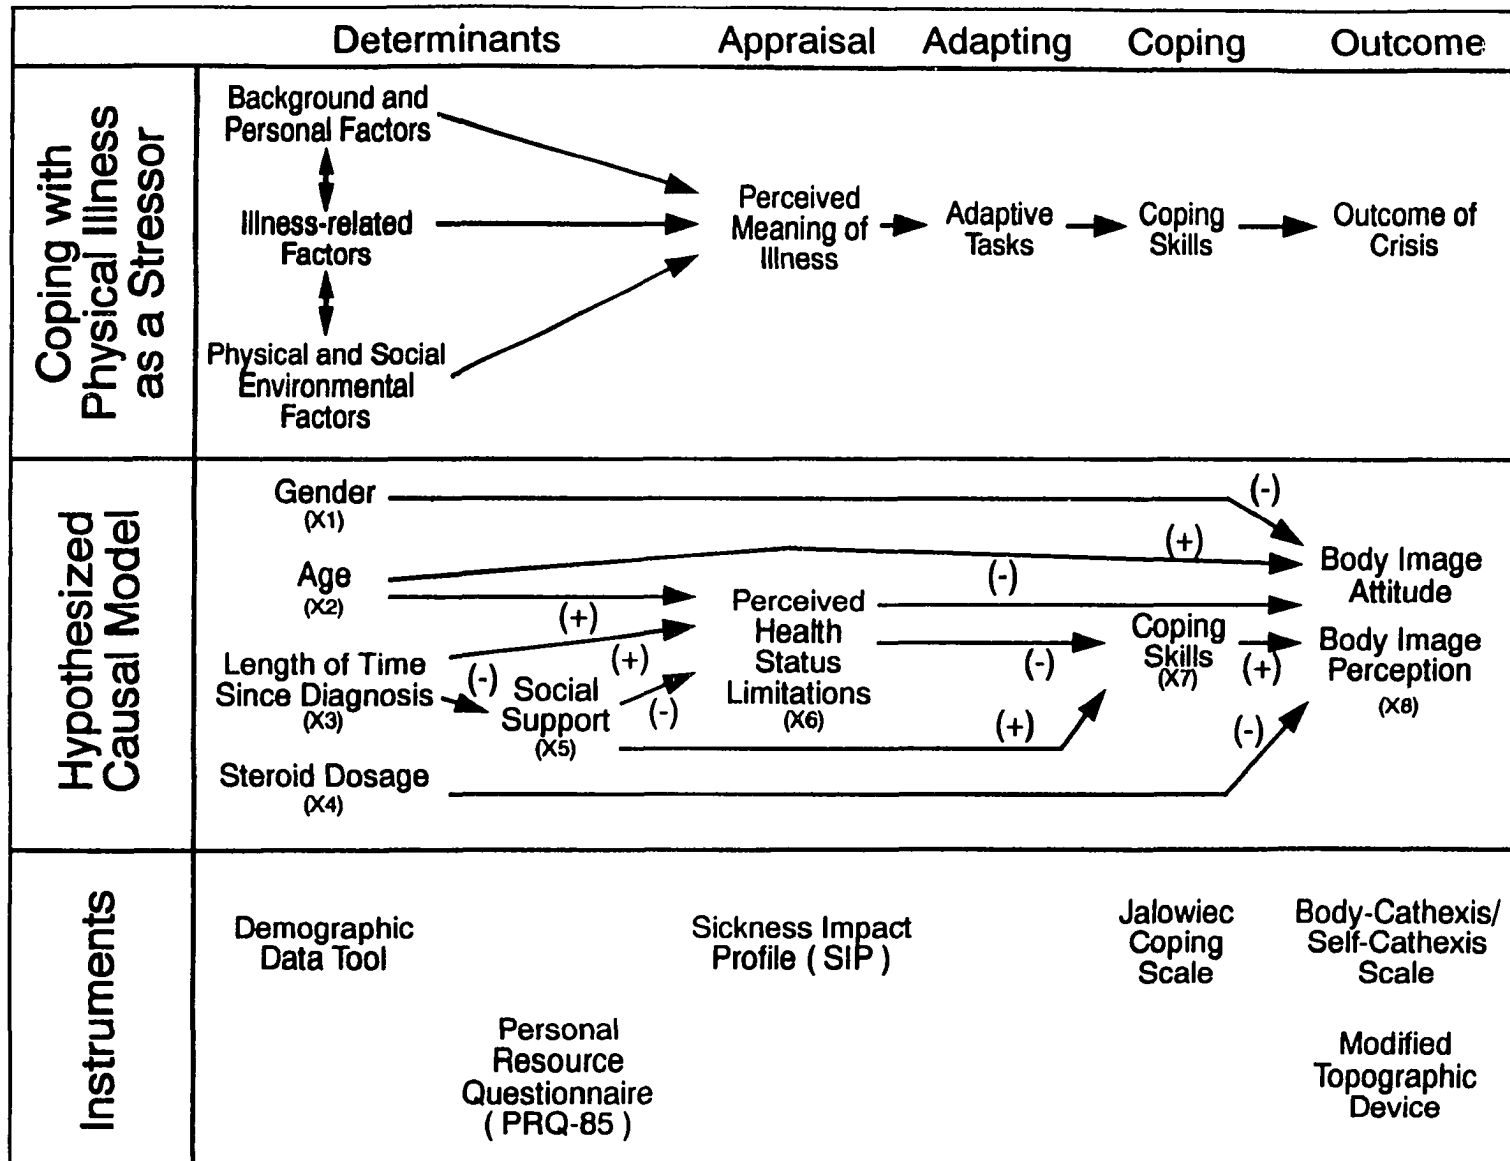 Determinants Appraisal Adapting Coping Outcome
Coping with
Physical Illness
as a Stressor
Background and
Personal Factors
Illness-related
Factors
Physical and Social
Environmental
Factors
Perceived
Meaning of
Illness
Adaptive
Tasks
Coping
Skills
Outcome of
Crisis
Hypothesized
Causal Model
Gender
(X1)
Age
(X2)
Length of Time
Since Diagnosis
(X3)
Steroid Dosage
(X4)
(-)
Social
Support
(X5)
(+)
(+)
(-)
Perceived
Health
Status
Limitations
(X6)
(-)
(+)
(-)
(-)
(+)
Coping
Skills
(X7)
(+)
(-)
Body Image
Attitude
Body Image
Perception
(X8)
Instruments
Demographic
Data Tool
Personal
Resource
Questionnaire
( PRQ-85 )
Sickness Impact
Profile ( SIP )
Jalowiec
Coping
Scale
Body-Cathexis/
Self-Cathexis
Scale
Modified
Topographic
Device